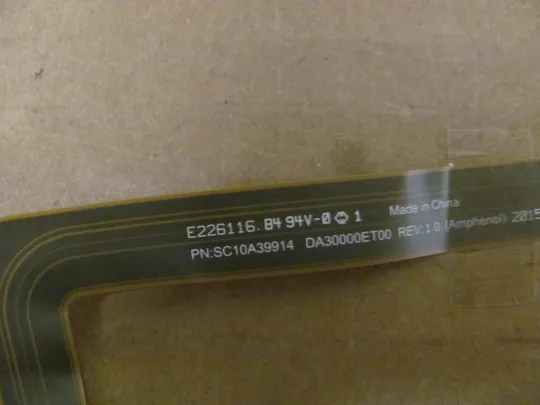 E226116.84 94V-0 1
Made in China
PN:SC10A39914 DA30000ET00 REV:1.0 (Amphenol) 2015